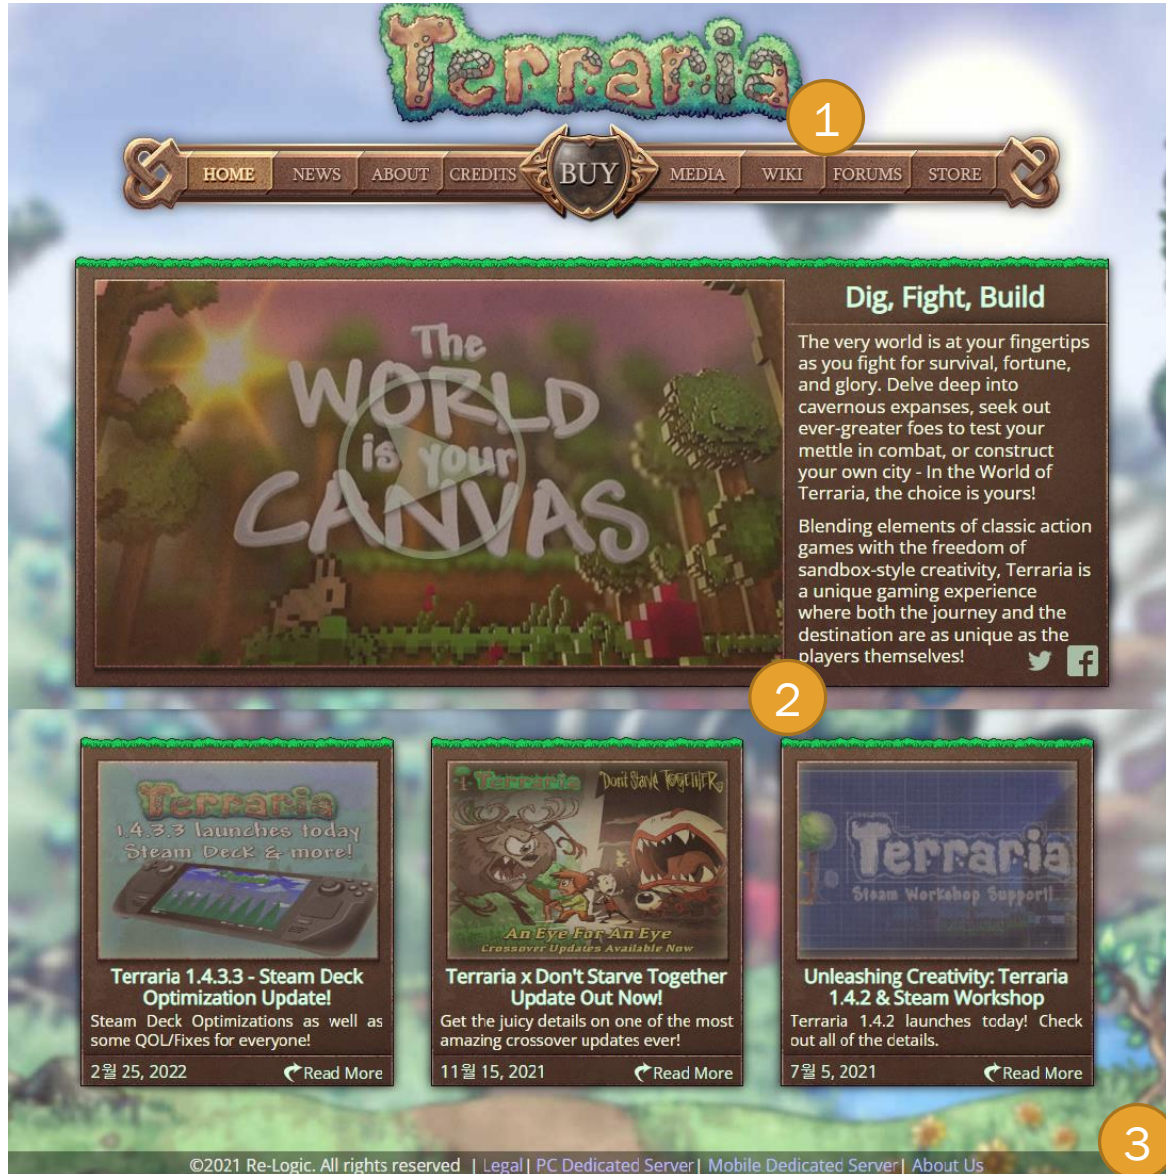 Terraria
1
HOME NEWS ABOUT CREDITS BUY MEDIA WIKI FORUMS STORE
The
WORLD
is your
CANVAS
Dig, Fight, Build
The very world is at your fingertips
as you fight for survival, fortune,
and glory. Delve deep into
cavernous expanses, seek out
ever-greater foes to test your
mettle in combat, or construct
your own city - In the World of
Terraria, the choice is yours!
Blending elements of classic action
games with the freedom of
sandbox-style creativity, Terraria is
a unique gaming experience
where both the journey and the
destination are as unique as the
players themselves!
2
Terraria
1.4.3.3 launches today
Steam Deck & more!
Terraria 1.4.3.3 - Steam Deck
Optimization Update!
Steam Deck Optimizations as well as
some QOL/Fixes for everyone!
2월 25, 2022 Read More
Terraria Don't Starve Together
An Eye For An Eye
Crossover Updates Available Now
Terraria x Don't Starve Together
Update Out Now!
Get the juicy details on one of the most
amazing crossover updates ever!
11월 15, 2021 Read More
Terraria
Steam Workshop Support!
Unleashing Creativity: Terraria
1.4.2 & Steam Workshop
Terraria 1.4.2 launches today! Check
out all of the details.
7월 5, 2021 Read More
3
©2021 Re-Logic. All rights reserved | Legal| PC Dedicated Server| Mobile Dedicated Server| About Us